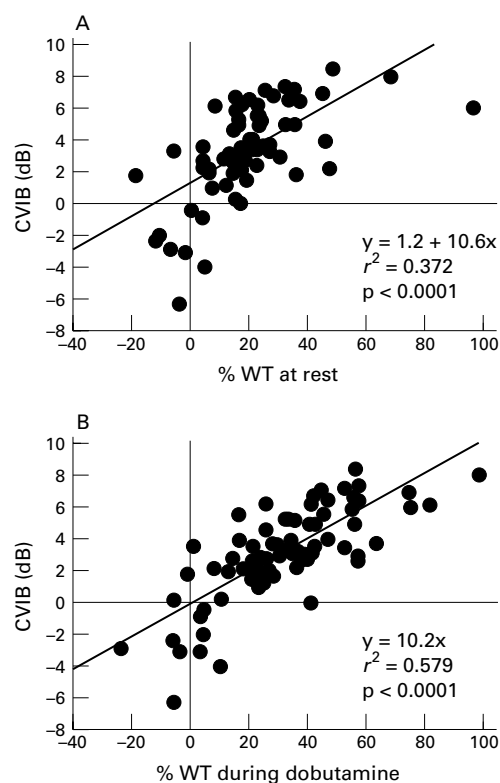 A
10
8
6
4
2
0
–2
–4
–6
–8
CVIB (dB)
y = 1.2 + 10.6x
r² = 0.372
p < 0.0001
–40 –20 0 20 40 60 80 100
% WT at rest
B
10
8
6
4
2
0
–2
–4
–6
–8
CVIB (dB)
y = 10.2x
r² = 0.579
p < 0.0001
–40 –20 0 20 40 60 80 100
% WT during dobutamine